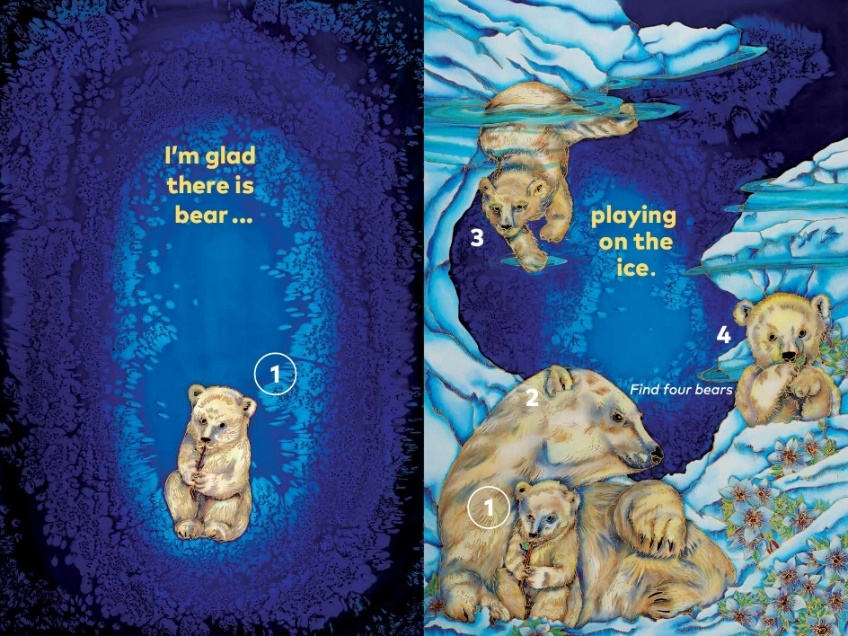 I'm glad
there is
bear ...
1
playing
on the
ice.
3
4
Find four bears
2
1